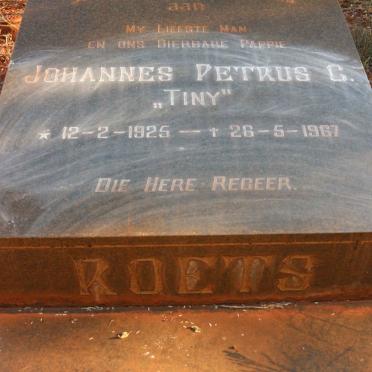 aan
My Liefste Man
en ons Dierbare Pappie
Johannes Petrus G.
„Tiny"
* 12-2-1925 — † 26-5-1967
Die Here Regeer.
ROETS